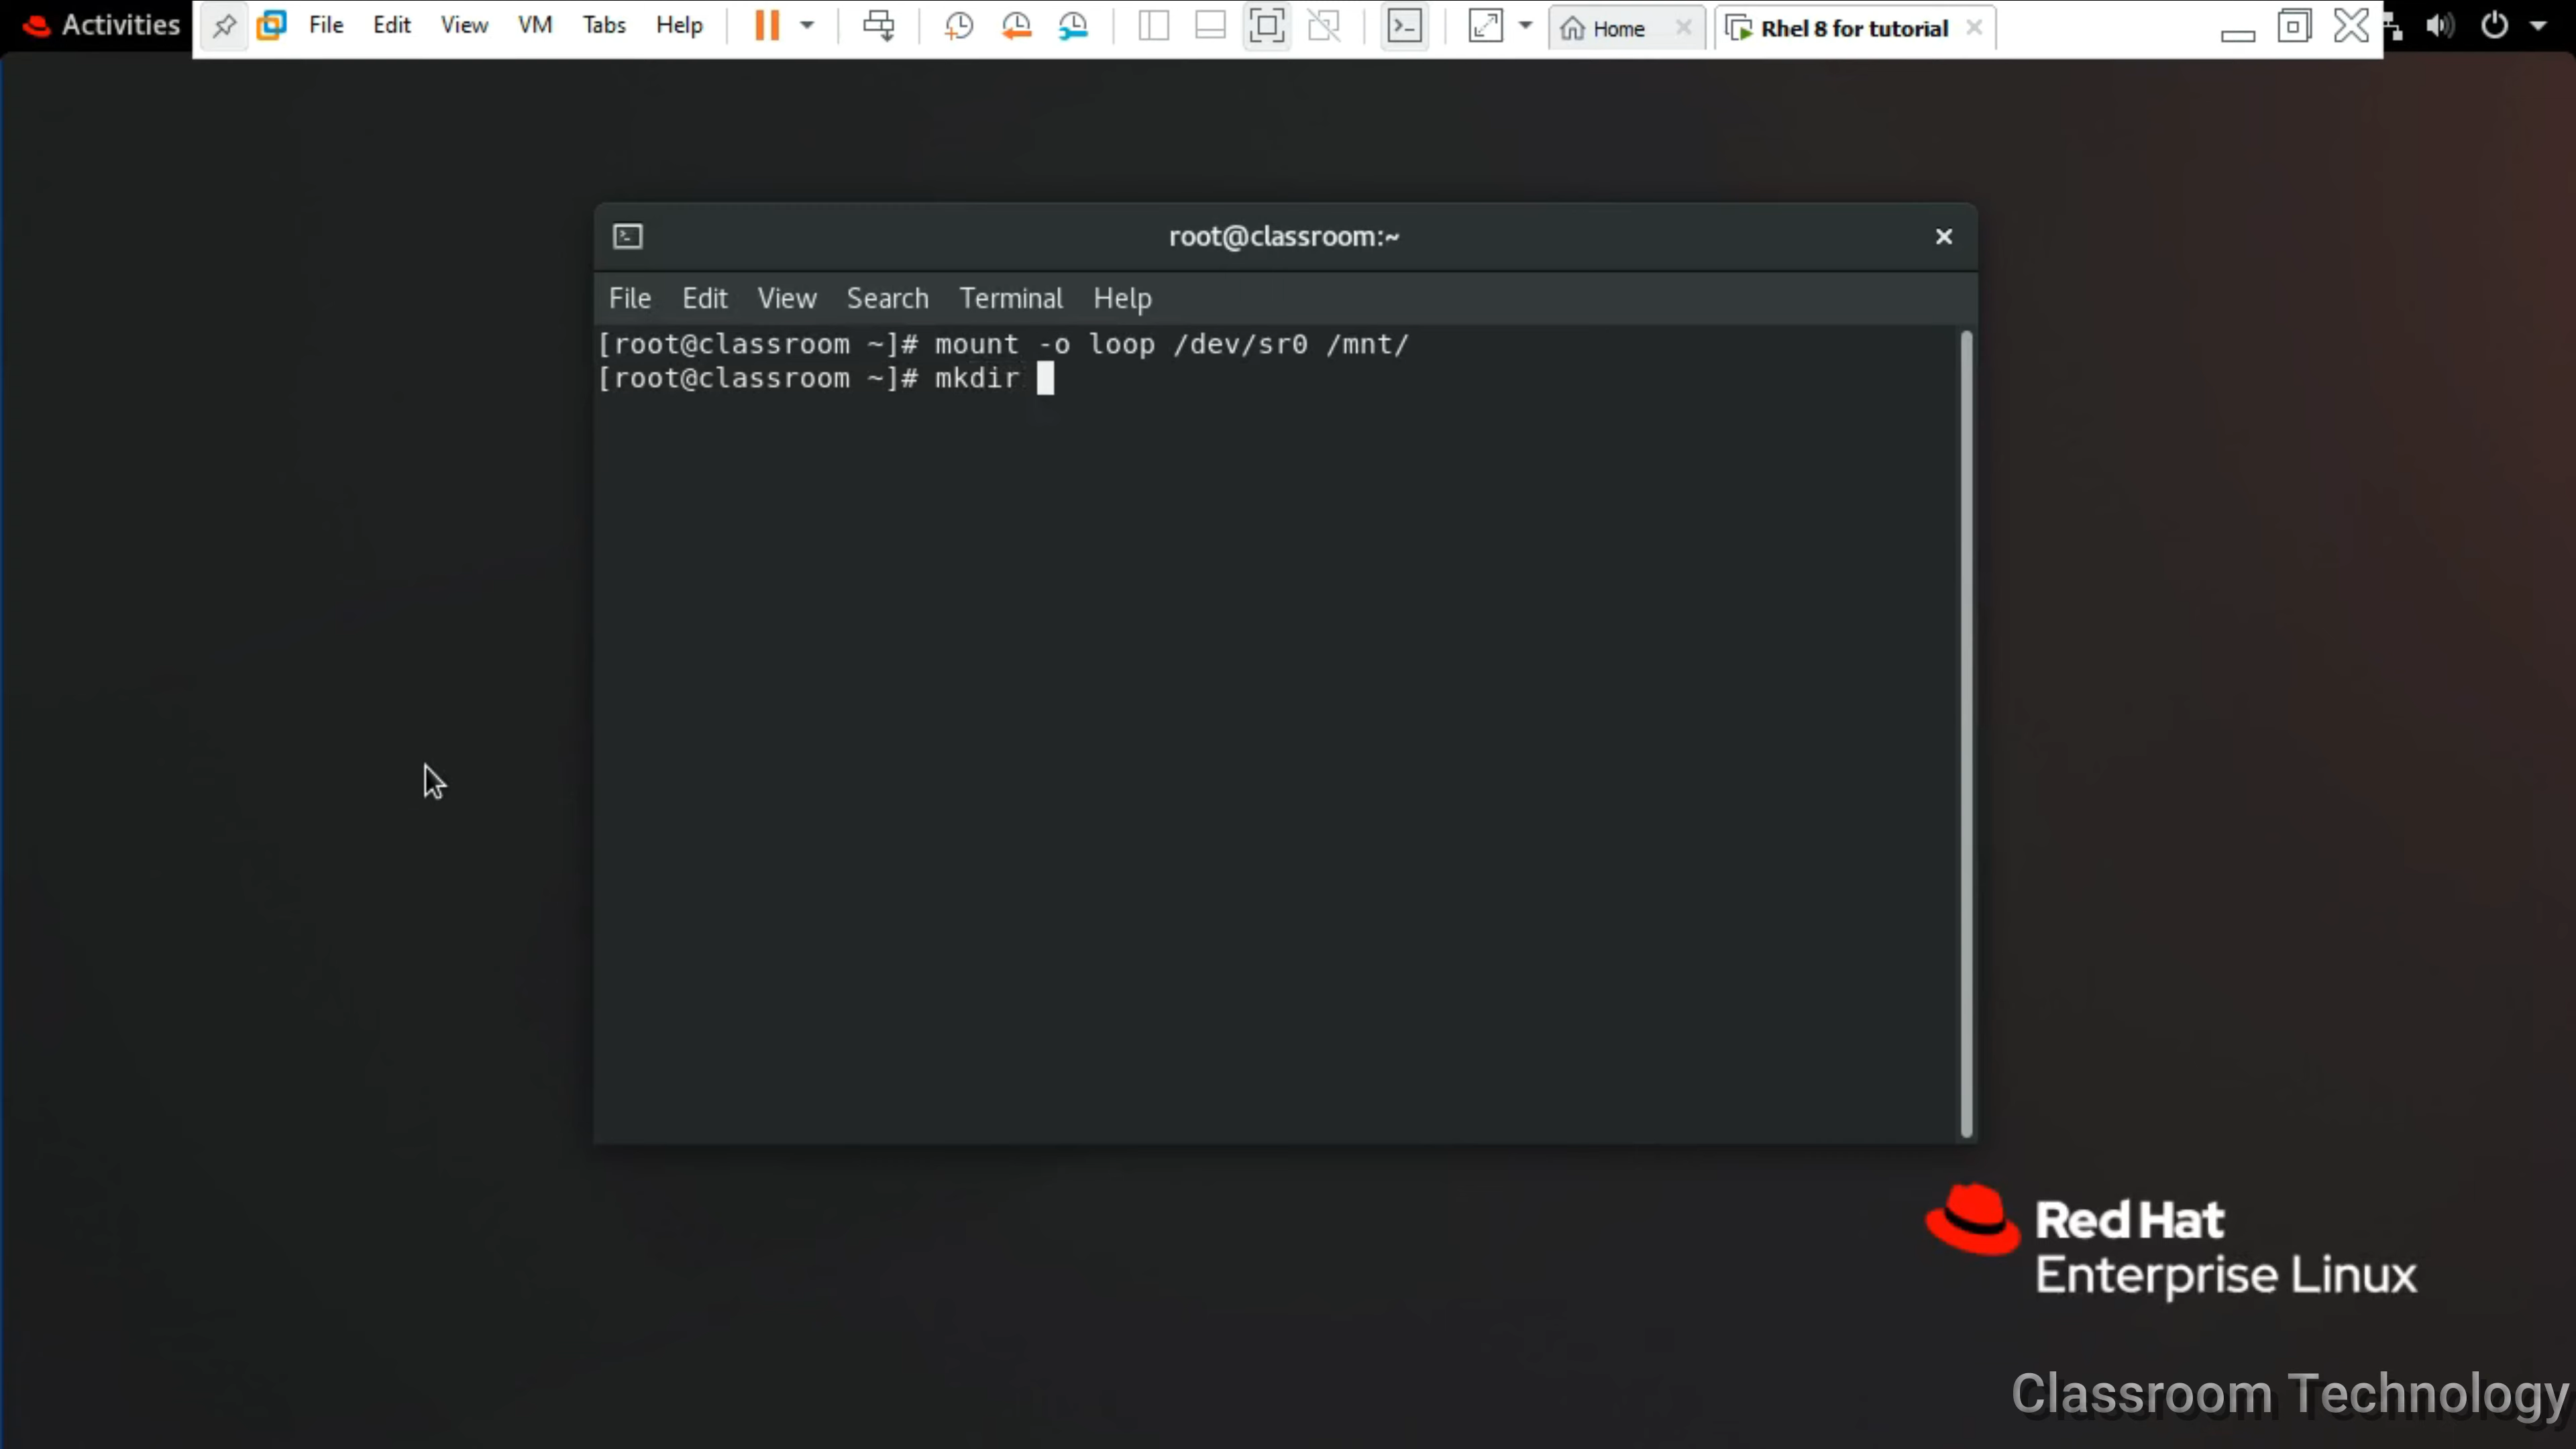 Activities File Edit View VM Tabs Help Home Rhel 8 for tutorial
root@classroom:~
File Edit View Search Terminal Help
[root@classroom ~]# mount -o loop /dev/sr0 /mnt/
[root@classroom ~]# mkdir
Red Hat
Enterprise Linux
Classroom Technology